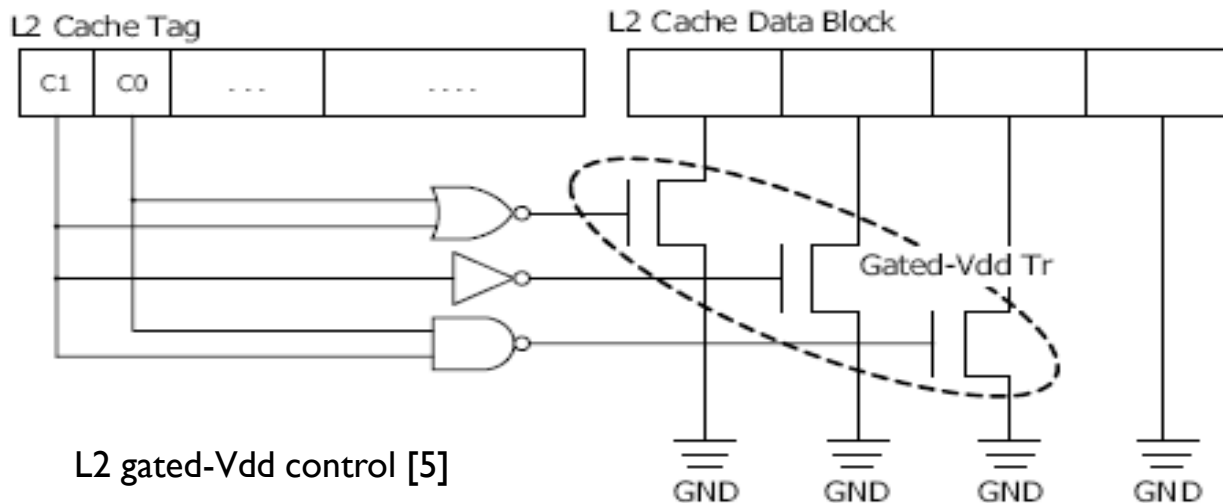 L2 Cache Tag
L2 Cache Data Block
C1 C0 ... ....
Gated-Vdd Tr
L2 gated-Vdd control [5]
GND GND GND GND